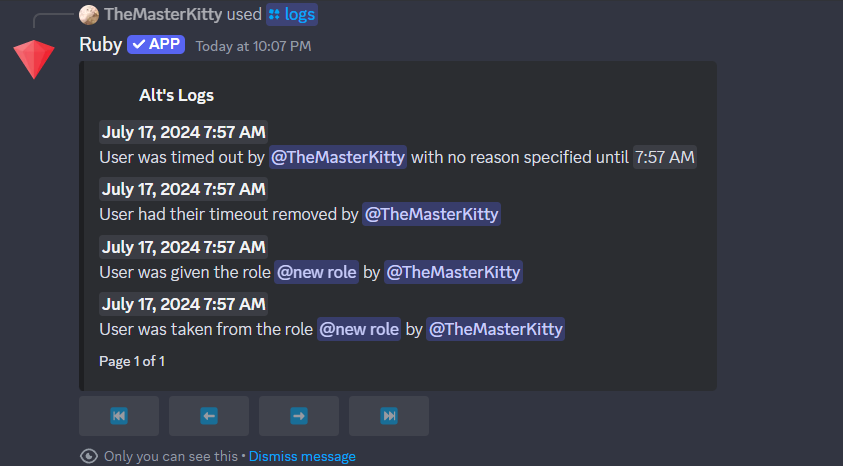 TheMasterKitty used logs
Ruby APP Today at 10:07 PM
Alt's Logs
July 17, 2024 7:57 AM
User was timed out by @TheMasterKitty with no reason specified until 7:57 AM
July 17, 2024 7:57 AM
User had their timeout removed by @TheMasterKitty
July 17, 2024 7:57 AM
User was given the role @new role by @TheMasterKitty
July 17, 2024 7:57 AM
User was taken from the role @new role by @TheMasterKitty
Page 1 of 1
Only you can see this • Dismiss message